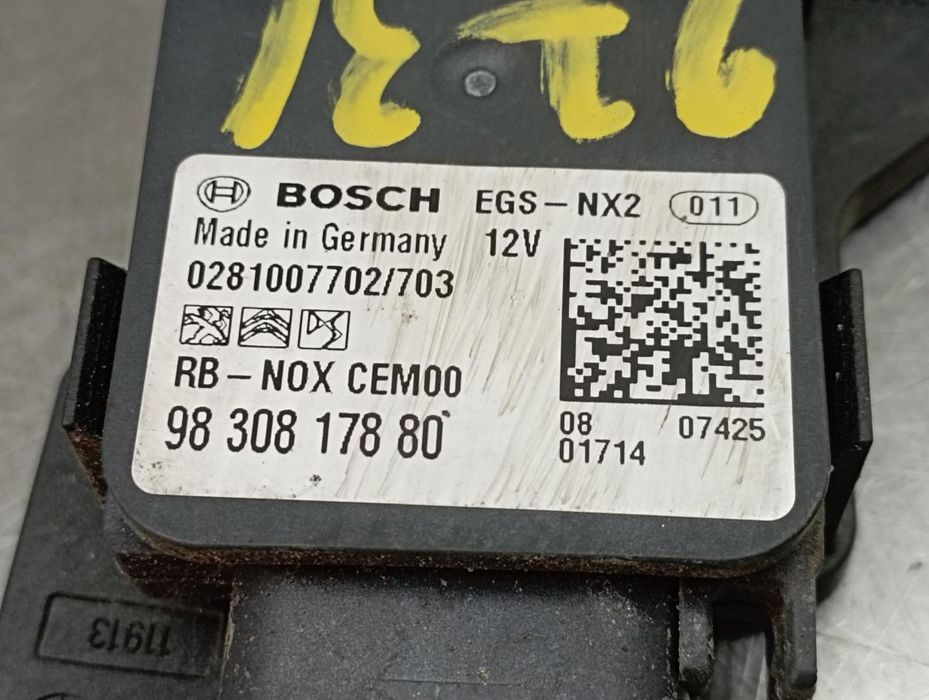 BOSCH EGS – NX2 011
Made in Germany 12V
0281007702/703
RB – NOX CEM00
98 308 178 80
08 07425
01714
11913